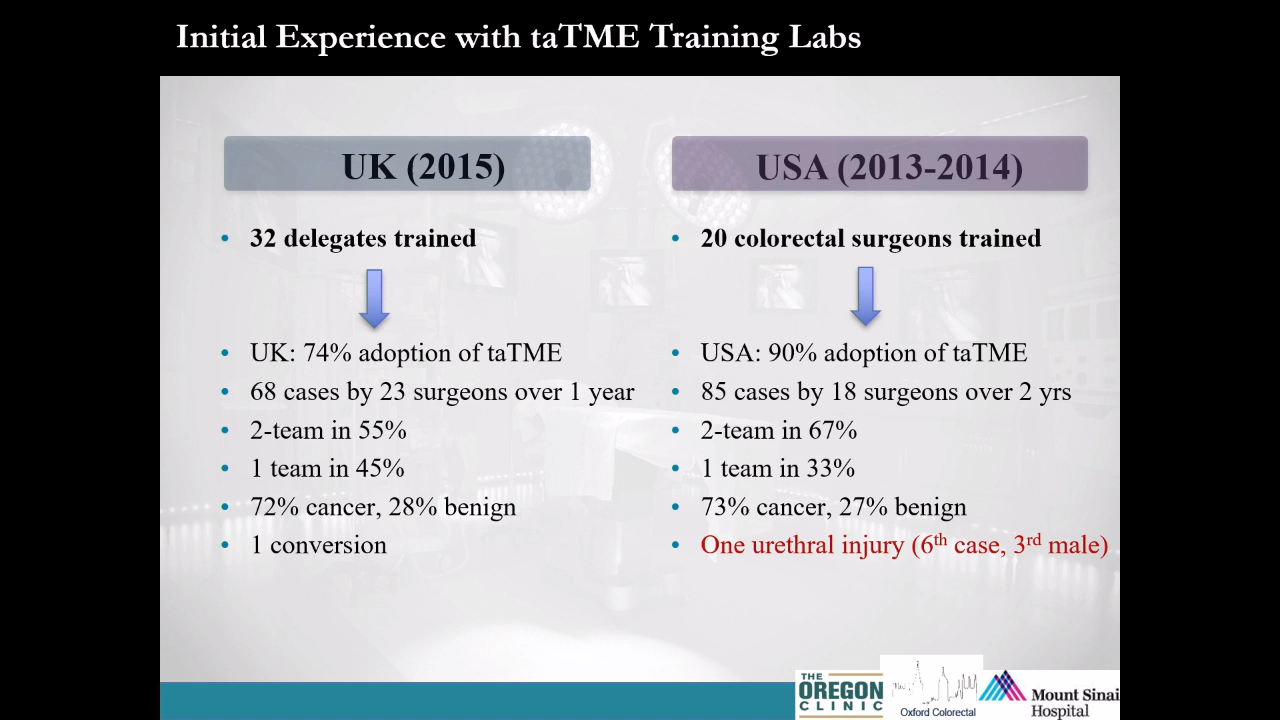 Initial Experience with taTME Training Labs
UK (2015)
• 32 delegates trained
• UK: 74% adoption of taTME
• 68 cases by 23 surgeons over 1 year
• 2-team in 55%
• 1 team in 45%
• 72% cancer, 28% benign
• 1 conversion
USA (2013-2014)
• 20 colorectal surgeons trained
• USA: 90% adoption of taTME
• 85 cases by 18 surgeons over 2 yrs
• 2-team in 67%
• 1 team in 33%
• 73% cancer, 27% benign
• One urethral injury (6th case, 3rd male)
THE
OREGON
CLINIC
Oxford Colorectal
Mount Sinai
Hospital